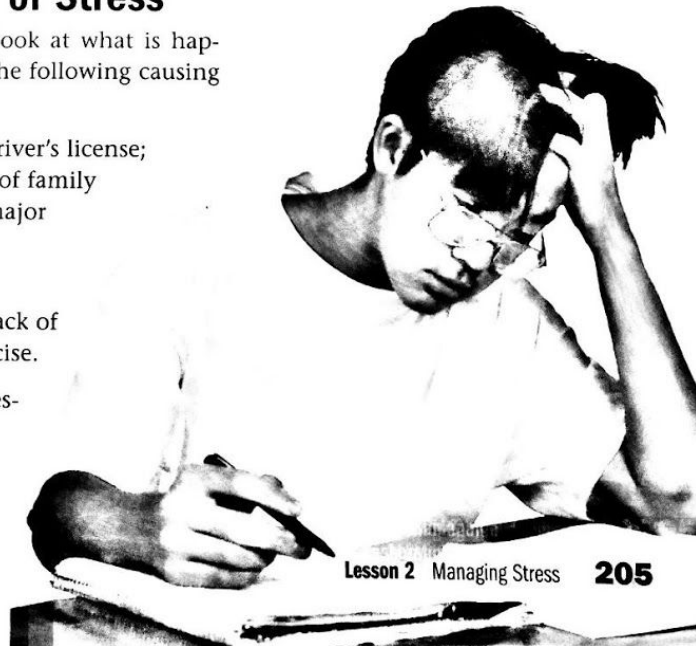 of Stress
ook at what is hap-
he following causing
river's license;
of family
ajor
ack of
cise.
es-
Lesson 2 Managing Stress 205